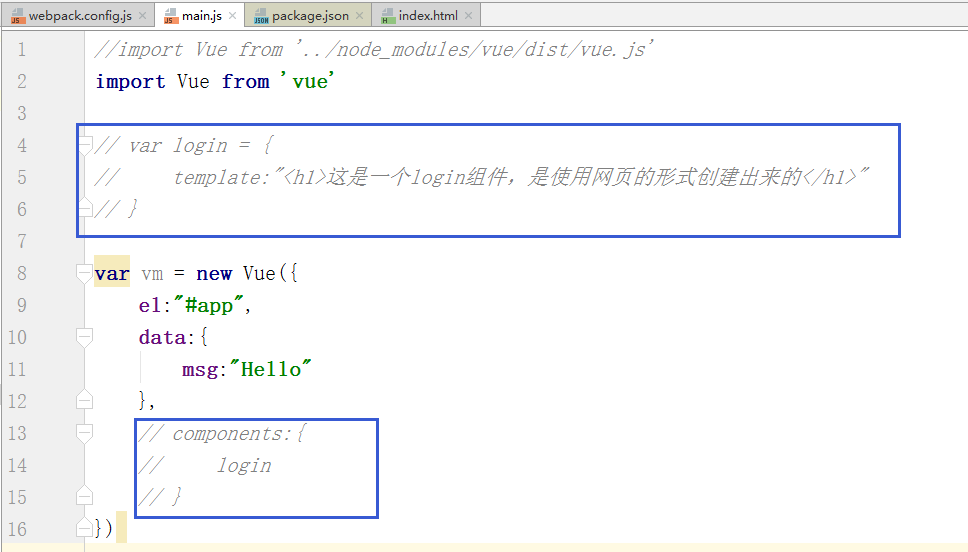 webpack.config.js main.js package.json index.html
1 //import Vue from '../node_modules/vue/dist/vue.js'
2 import Vue from 'vue'
3
4 // var login = {
5 //     template:"<h1>这是一个login组件，是使用网页的形式创建出来的</h1>"
6 // }
7
8 var vm = new Vue({
9     el:"#app",
10     data:{
11         msg:"Hello"
12     },
13     // components:{
14     //     login
15     // }
16 })